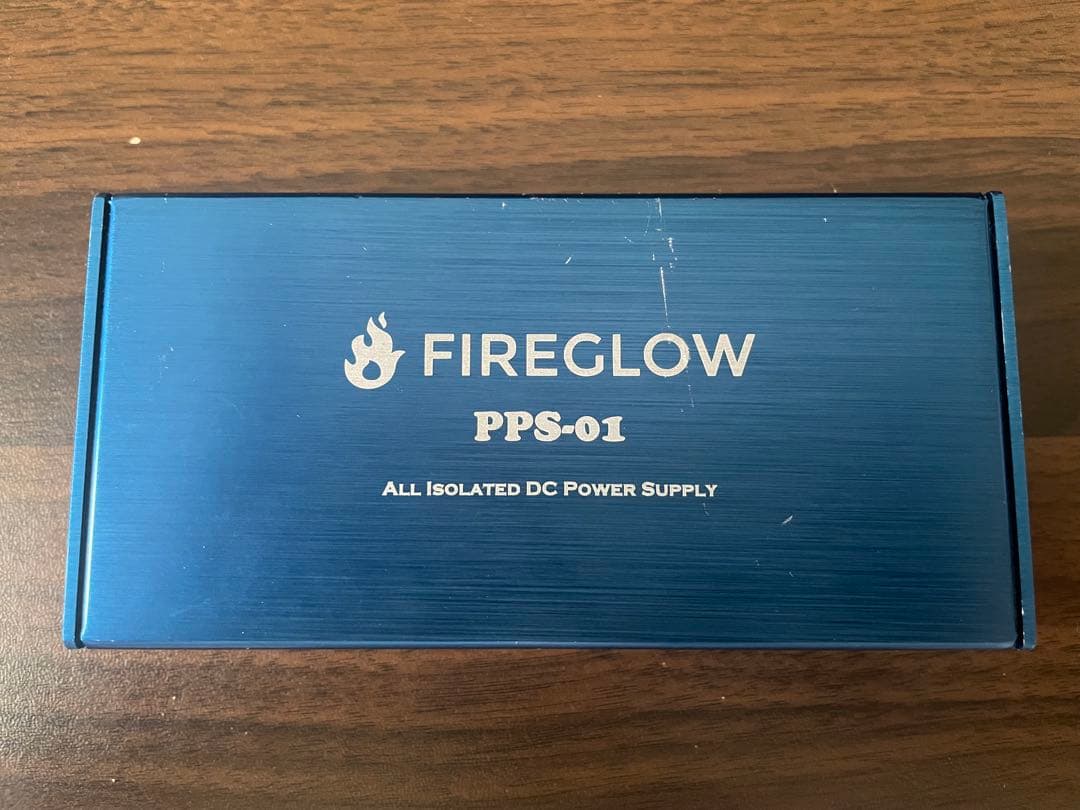 FIREGLOW
PPS-01
ALL ISOLATED DC POWER SUPPLY